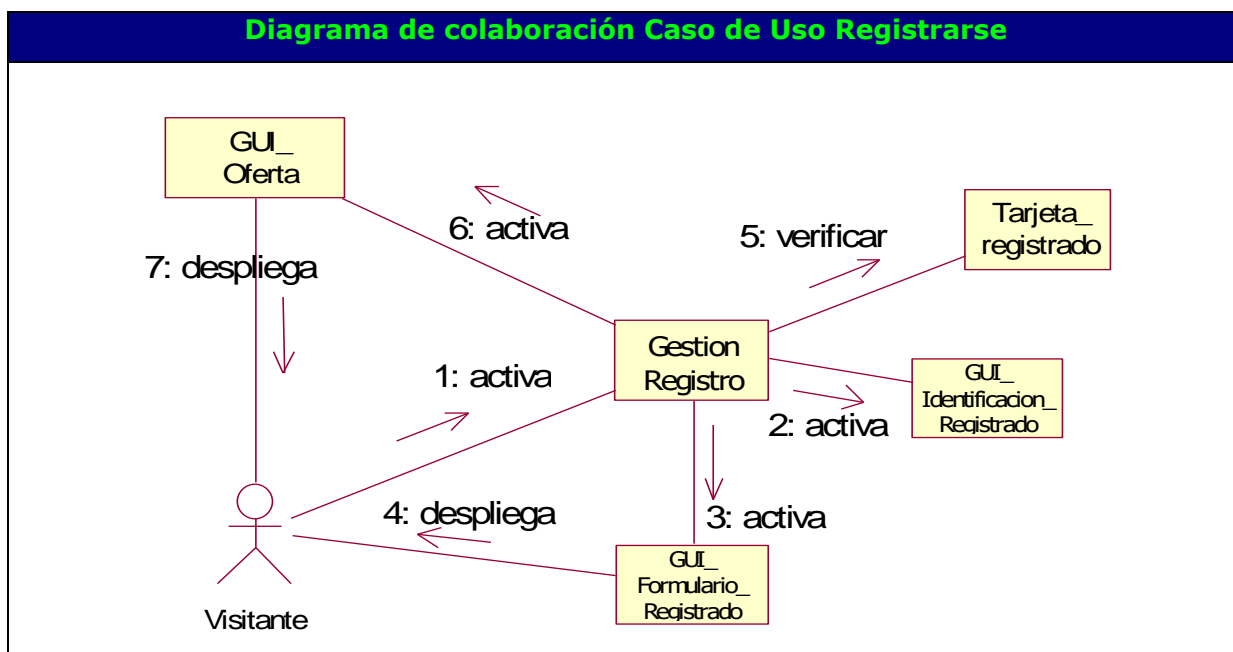 Diagrama de colaboración Caso de Uso Registrarse
GUI_
Oferta
6: activa
5: verificar
Tarjeta_
registrado
7: despliega
Gestion
Registro
1: activa
GUI_
Identificacion_
Registrado
2: activa
4: despliega
3: activa
GUI_
Formulario_
Registrado
Visitante